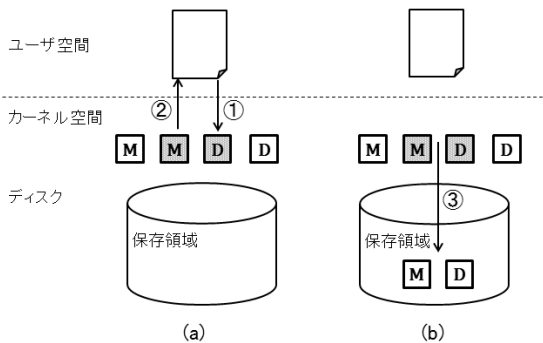 ユーザ空間
② ①
カーネル空間
M M D D M M D D
ディスク
③
保存領域 保存領域
M D
(a) (b)